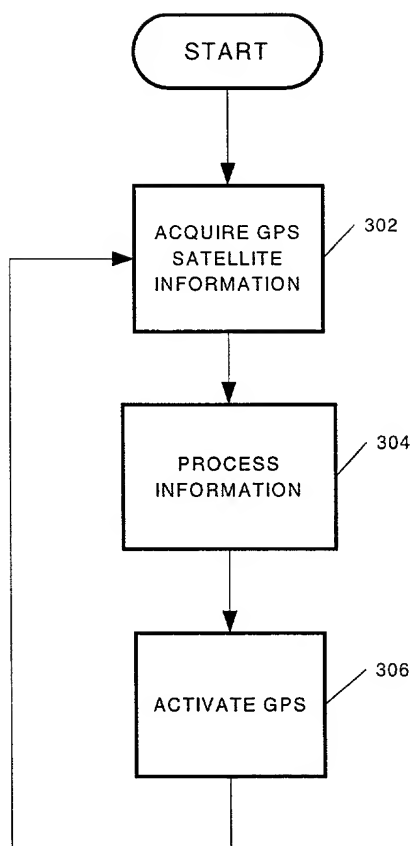 START
ACQUIRE GPS
SATELLITE
INFORMATION
302
PROCESS
INFORMATION
304
ACTIVATE GPS
306